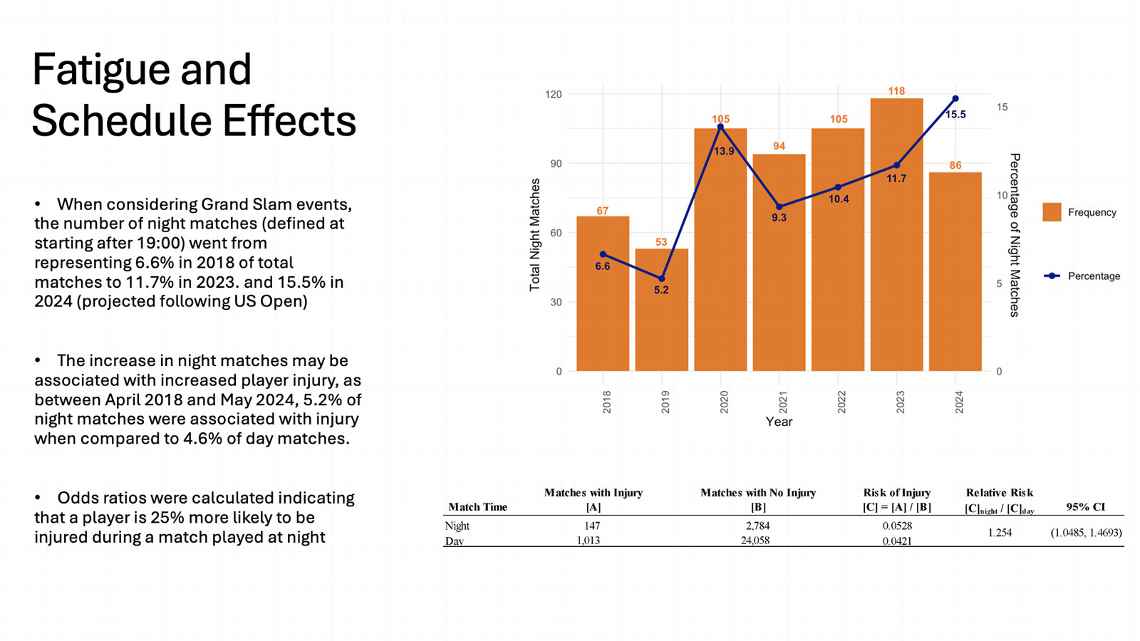 Fatigue and
Schedule Effects
• When considering Grand Slam events,
the number of night matches (defined at
starting after 19:00) went from
representing 6.6% in 2018 of total
matches to 11.7% in 2023. and 15.5% in
2024 (projected following US Open)
• The increase in night matches may be
associated with increased player injury, as
between April 2018 and May 2024, 5.2% of
night matches were associated with injury
when compared to 4.6% of day matches.
• Odds ratios were calculated indicating
that a player is 25% more likely to be
injured during a match played at night
Total Night Matches
120
90
60
30
0
67
53
105
94
105
118
86
6.6
5.2
13.9
9.3
10.4
11.7
15.5
15
10
5
0
Percentage of Night Matches
2018
2019
2020
2021
2022
2023
2024
Year
Frequency
Percentage
Match Time Matches with Injury [A] Matches with No Injury [B] Risk of Injury [C] = [A] / [B] Relative Risk [C]night / [C]day 95% CI
Night 147 2,784 0.0528 1.254 (1.0485, 1.4693)
Day 1,013 24,058 0.0421